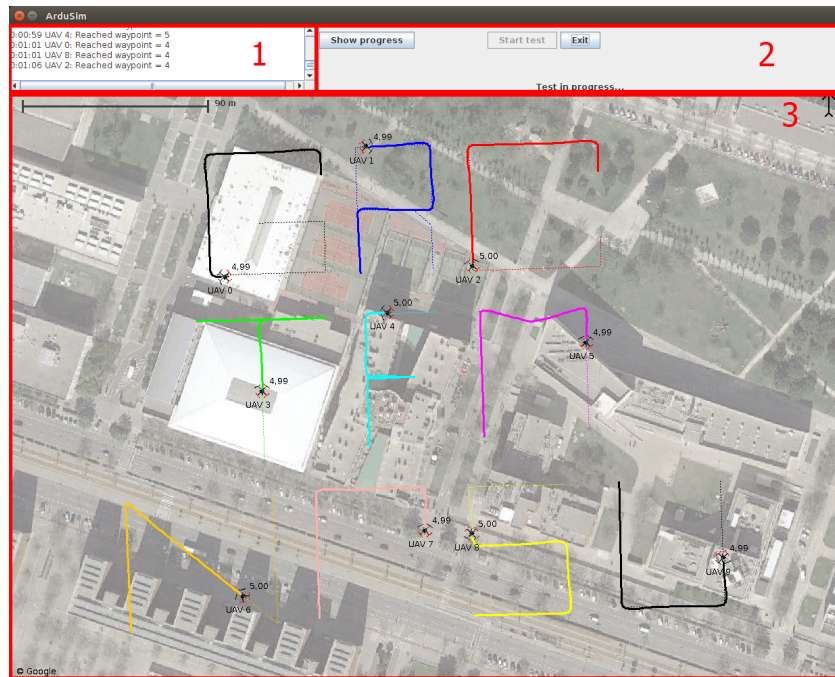 ArduSim
0:00:59 UAV 4: Reached waypoint = 5
0:01:01 UAV 0: Reached waypoint = 4
0:01:01 UAV 8: Reached waypoint = 4
0:01:06 UAV 2: Reached waypoint = 4
1
Show progress
Start test
Exit
2
Test in progress...
90 m
3
4,99
UAV 1
4,99
UAV 0
5,00
UAV 2
5,00
UAV 4
4,99
UAV 5
4,99
UAV 3
4,99
UAV 7
5,00
UAV 8
4,99
UAV 9
5,00
UAV 6
© Google